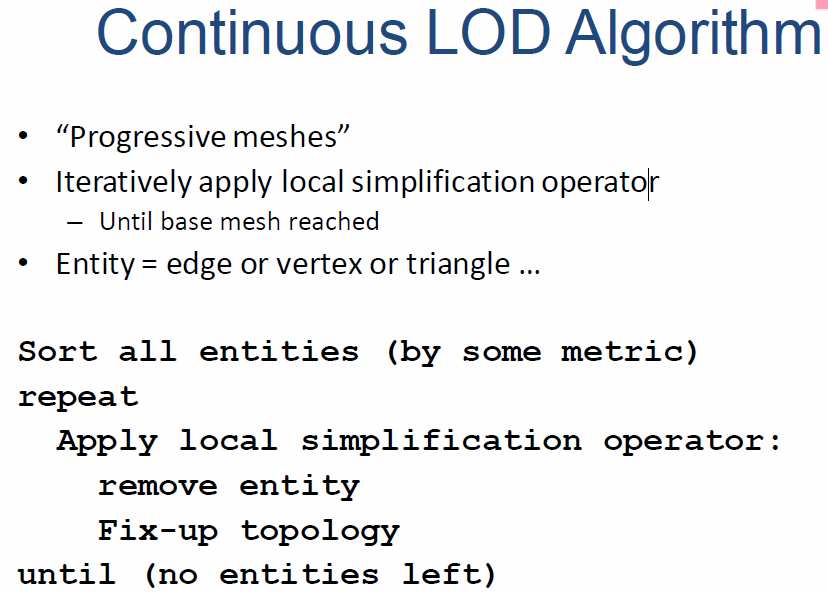 Continuous LOD Algorithm
• “Progressive meshes”
• Iteratively apply local simplification operator
– Until base mesh reached
• Entity = edge or vertex or triangle ...
Sort all entities (by some metric)
repeat
Apply local simplification operator:
remove entity
Fix-up topology
until (no entities left)